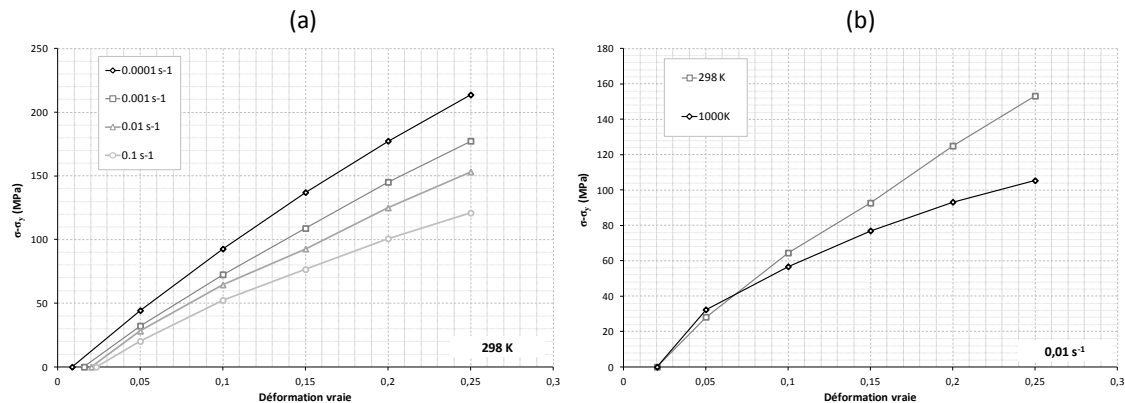 (a)
250
200
150
100
50
0
σ-σy (MPa)
0.0001 s-1
0.001 s-1
0.01 s-1
0.1 s-1
298 K
0 0,05 0,1 0,15 0,2 0,25 0,3
Déformation vraie
(b)
180
160
140
120
100
80
60
40
20
0
σ-σy (MPa)
298 K
1000K
0,01 s-1
0 0,05 0,1 0,15 0,2 0,25 0,3
Déformation vraie